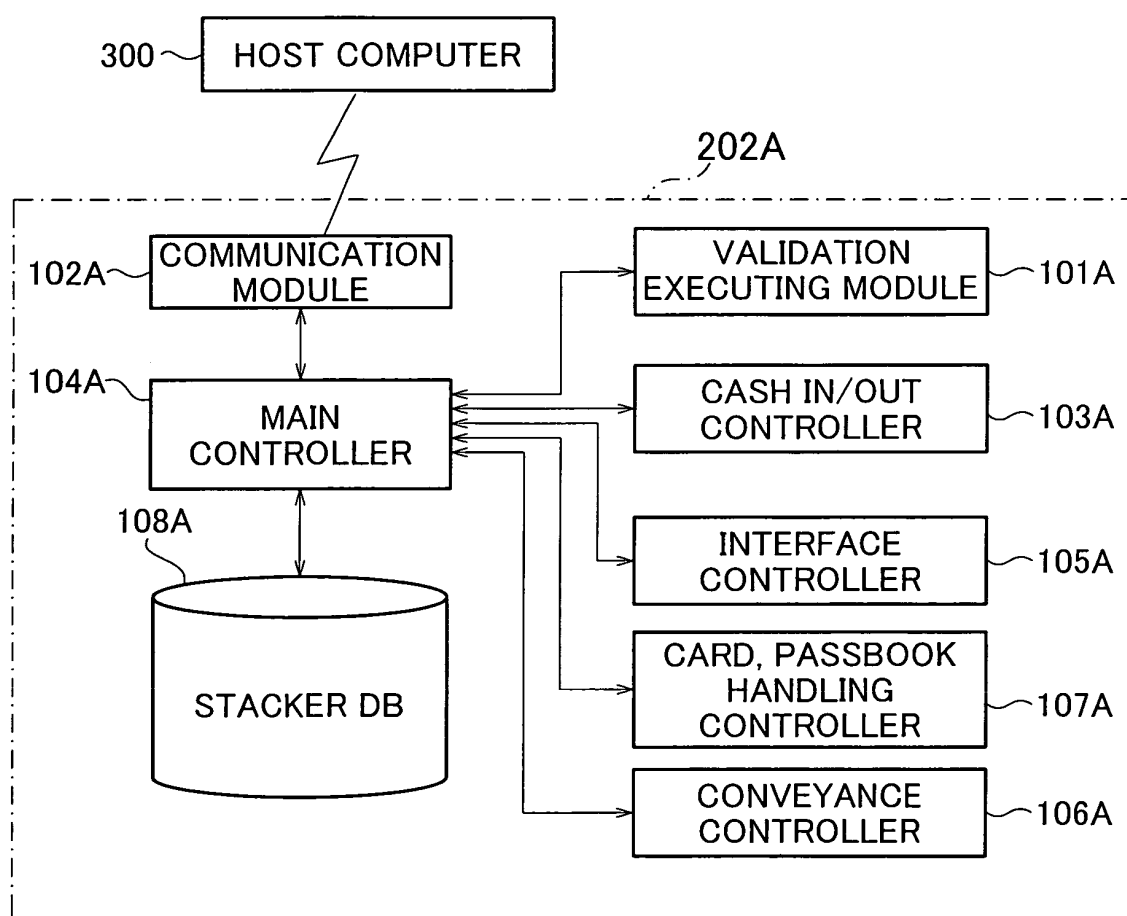 300
HOST COMPUTER
202A
102A
COMMUNICATION
MODULE
VALIDATION
EXECUTING MODULE
101A
104A
MAIN
CONTROLLER
CASH IN/OUT
CONTROLLER
103A
108A
STACKER DB
INTERFACE
CONTROLLER
105A
CARD, PASSBOOK
HANDLING
CONTROLLER
107A
CONVEYANCE
CONTROLLER
106A